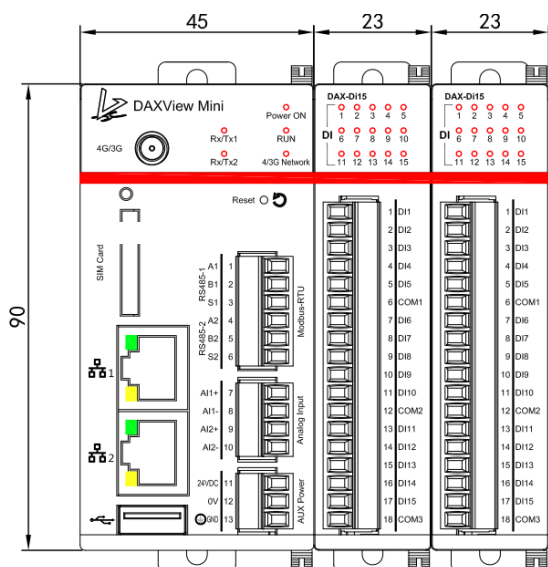 45 23 23
90
DAXView Mini
Power ON
4G/3G
Rx/Tx1 RUN
Rx/Tx2 4/3G Network
Reset
SIM Card
RS485-1
A1 1
B1 2
S1 3
RS485-2
A2 4
B2 5
S2 6
Modbus-RTU
1
AI1+ 7
AI1- 8
AI2+ 9
AI2- 10
Analog Input
2
24VDC 11
0V 12
GND 13
AUX Power
DAX-Di15
1 2 3 4 5
DI 6 7 8 9 10
11 12 13 14 15
1 DI1
2 DI2
3 DI3
4 DI4
5 DI5
6 COM1
7 DI6
8 DI7
9 DI8
10 DI9
11 DI10
12 COM2
13 DI11
14 DI12
15 DI13
16 DI14
17 DI15
18 COM3
DAX-Di15
1 2 3 4 5
DI 6 7 8 9 10
11 12 13 14 15
1 DI1
2 DI2
3 DI3
4 DI4
5 DI5
6 COM1
7 DI6
8 DI7
9 DI8
10 DI9
11 DI10
12 COM2
13 DI11
14 DI12
15 DI13
16 DI14
17 DI15
18 COM3